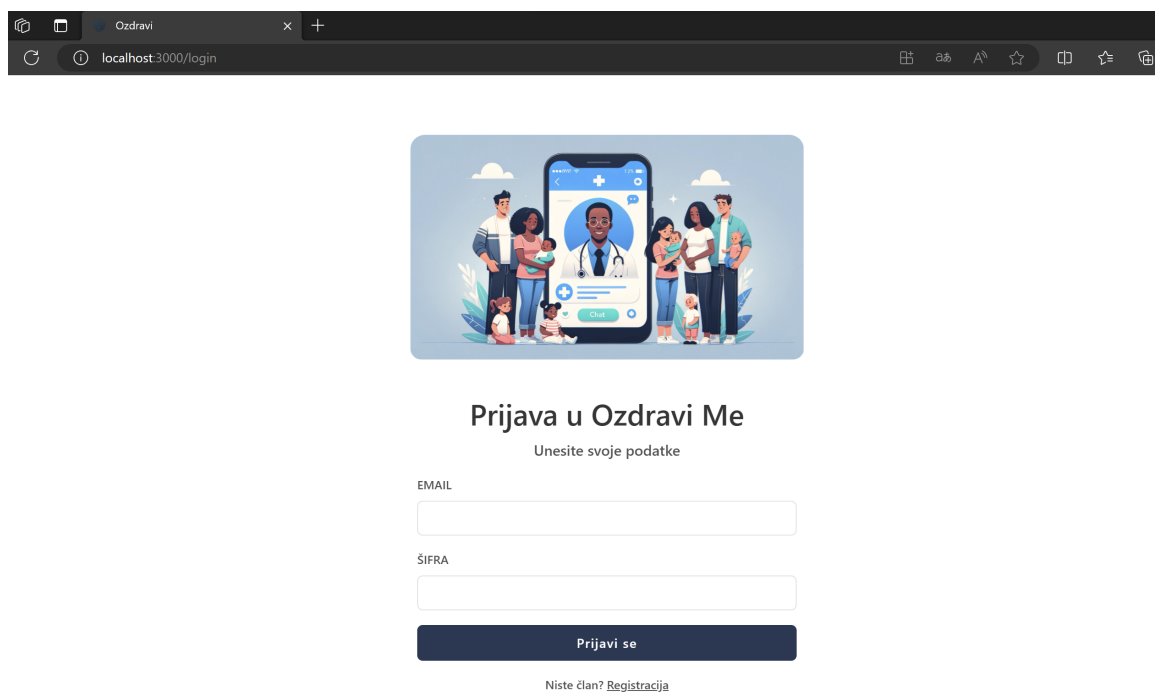 Ozdravi
localhost:3000/login
Chat
Prijava u Ozdravi Me
Unesite svoje podatke
EMAIL
ŠIFRA
Prijavi se
Niste član? Registracija